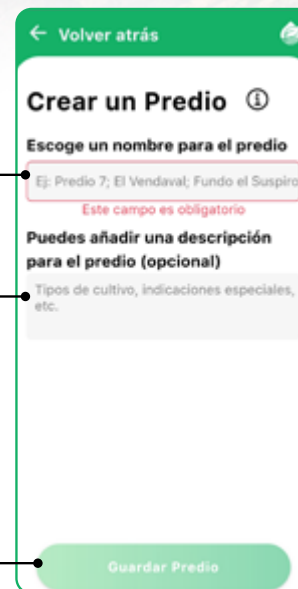 ← Volver atrás
Crear un Predio
Escoge un nombre para el predio
Ej: Predio 7; El Vendaval; Fundo el Suspiro
Este campo es obligatorio
Puedes añadir una descripción
para el predio (opcional)
Tipos de cultivo, indicaciones especiales,
etc.
Guardar Predio